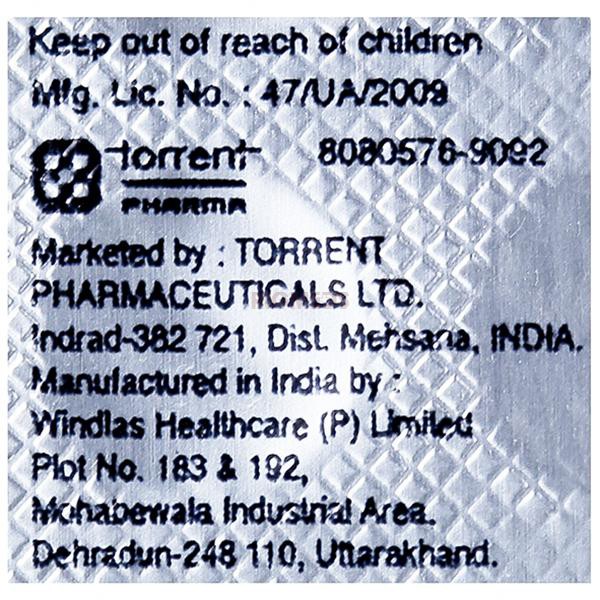 Keep out of reach of children
Mfg. Lic. No. : 47/UA/2009
torrent 8080576-9092
PHARMA
Marketed by : TORRENT
PHARMACEUTICALS LTD.
Indrad-382 721, Dist. Mehsana, INDIA.
Manufactured in India by :
Windlas Healthcare (P) Limited
Plot No. 183 & 192,
Mohabewala Industrial Area.
Dehradun-248 110, Uttarakhand.